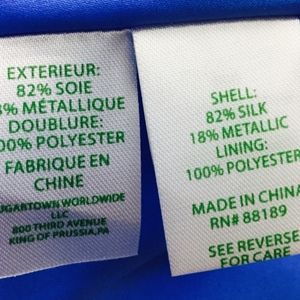 EXTERIEUR:
82% SOIE
8% MÉTALLIQUE
DOUBLURE:
00% POLYESTER
FABRIQUE EN
CHINE
UGARTOWN WORLDWIDE
LLC
800 THIRD AVENUE
KING OF PRUSSIA,PA
SHELL:
82% SILK
18% METALLIC
LINING:
100% POLYESTER
MADE IN CHINA
RN# 88189
SEE REVERSE
FOR CARE